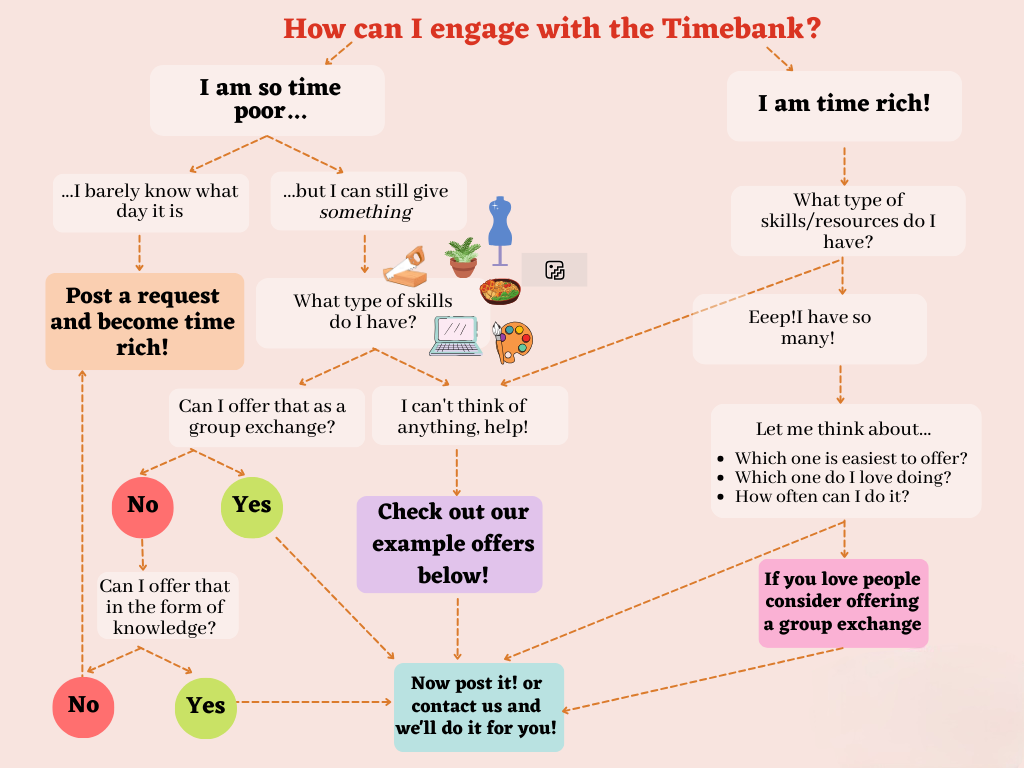 How can I engage with the Timebank?
I am so time
poor...
I am time rich!
...I barely know what
day it is
...but I can still give
something
What type of
skills/resources do I
have?
Post a request
and become time
rich!
What type of skills
do I have?
Eeep!I have so
many!
Can I offer that as a
group exchange?
I can't think of
anything, help!
Let me think about...
• Which one is easiest to offer?
• Which one do I love doing?
• How often can I do it?
No
Yes
Check out our
example offers
below!
Can I offer that
in the form of
knowledge?
If you love people
consider offering
a group exchange
No
Yes
Now post it! or
contact us and
we'll do it for you!